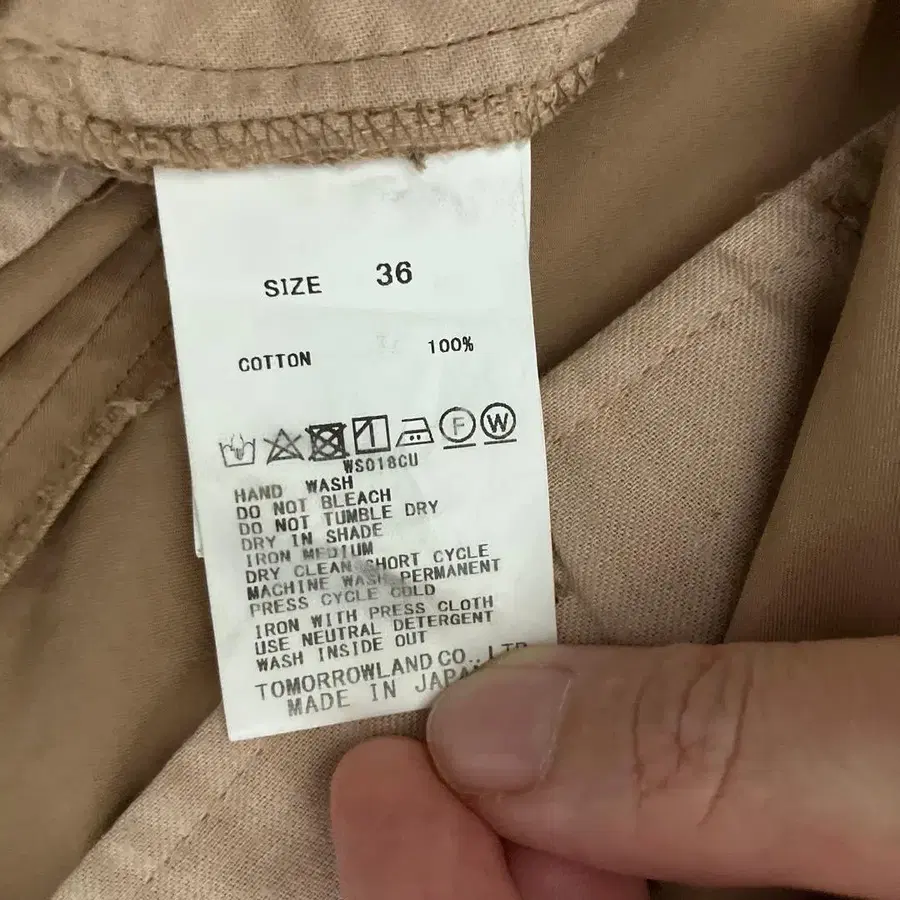 SIZE 36
COTTON 100%
F W
WS018CU
HAND WASH
DO NOT BLEACH
DO NOT TUMBLE DRY
DRY IN SHADE
IRON MEDIUM
DRY CLEAN SHORT CYCLE
MACHINE WASH PERMANENT
PRESS CYCLE COLD
IRON WITH PRESS CLOTH
USE NEUTRAL DETERGENT
WASH INSIDE OUT
TOMORROWLAND CO., LTD
MADE IN JAPAN